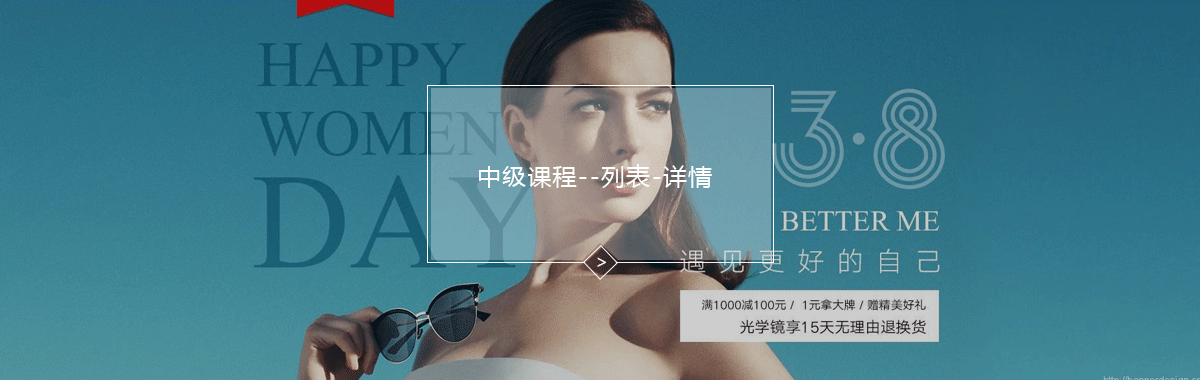 HAPPY
WOMEN
DAY
中级课程--列表-详情
>
3·8
BETTER ME
遇见更好的自己
满1000减100元 / 1元拿大牌 / 赠精美好礼
光学镜享15天无理由退换货